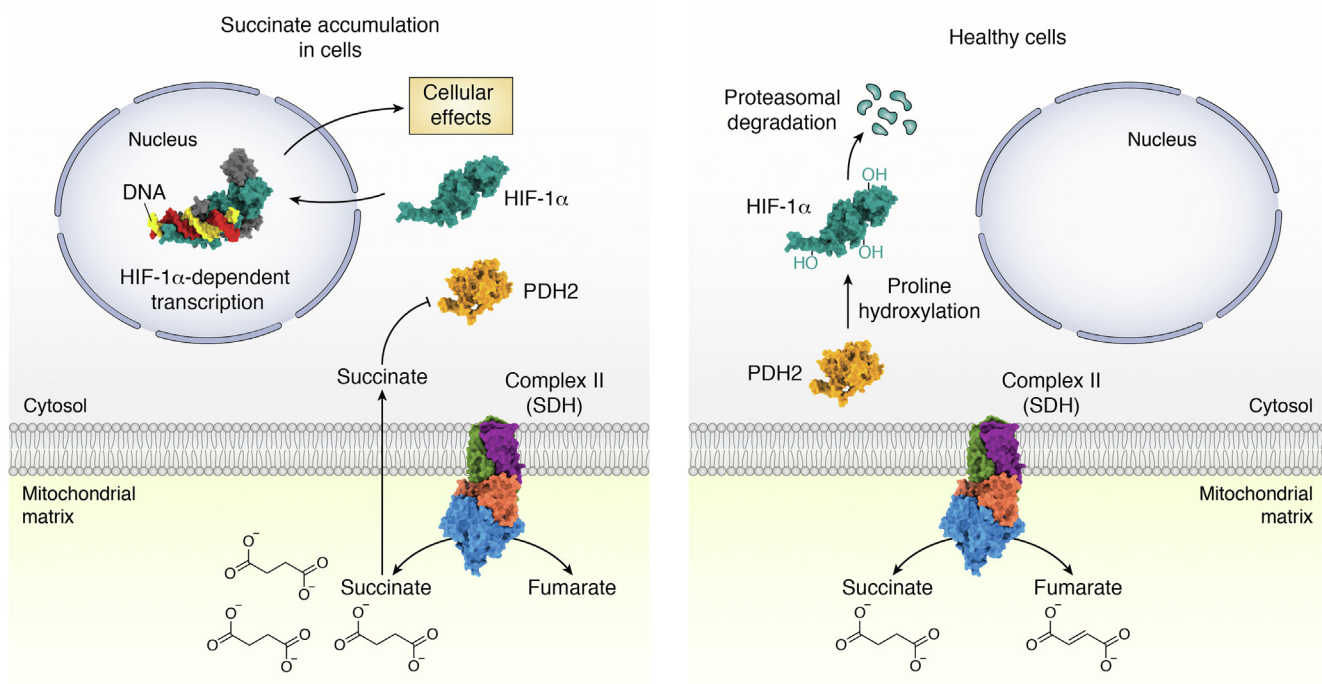 Succinate accumulation
in cells
Cellular
effects
Nucleus
DNA
HIF-1α
HIF-1α-dependent
transcription
PDH2
Succinate
Complex II
(SDH)
Cytosol
Mitochondrial
matrix
Succinate
Fumarate
O⁻
O
O
O⁻
O⁻
O
O
O⁻
O⁻
O
O
O⁻
Healthy cells
Proteasomal
degradation
Nucleus
OH
HIF-1α
HO
OH
Proline
hydroxylation
PDH2
Complex II
(SDH)
Cytosol
Mitochondrial
matrix
Succinate
Fumarate
O⁻
O
O
O⁻
O⁻
O
O
O⁻